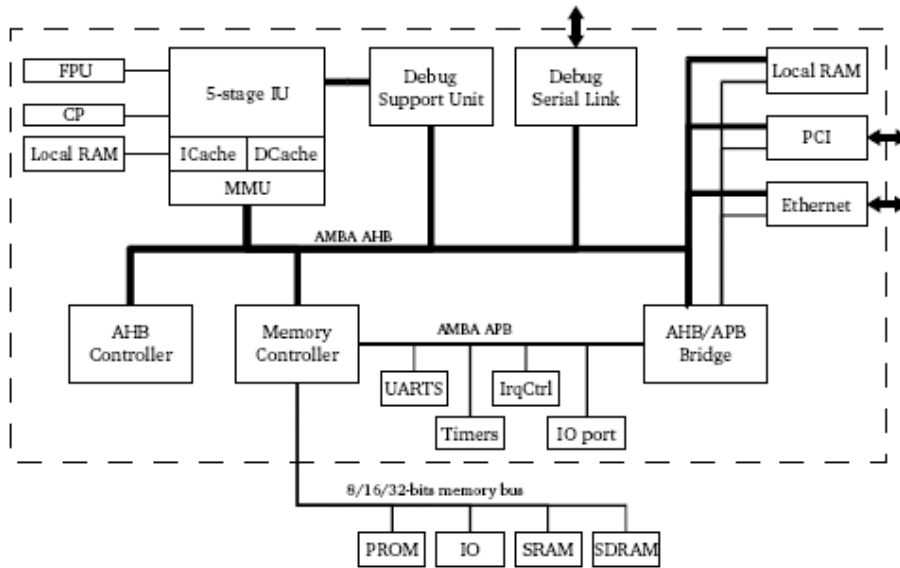 FPU
CP
Local RAM
5-stage IU
ICache
DCache
MMU
Debug
Support Unit
Debug
Serial Link
Local RAM
PCI
Ethernet
AMBA AHB
AHB
Controller
Memory
Controller
AMBA APB
AHB/APB
Bridge
UARTS
IrqCtrl
Timers
IO port
8/16/32-bits memory bus
PROM
IO
SRAM
SDRAM